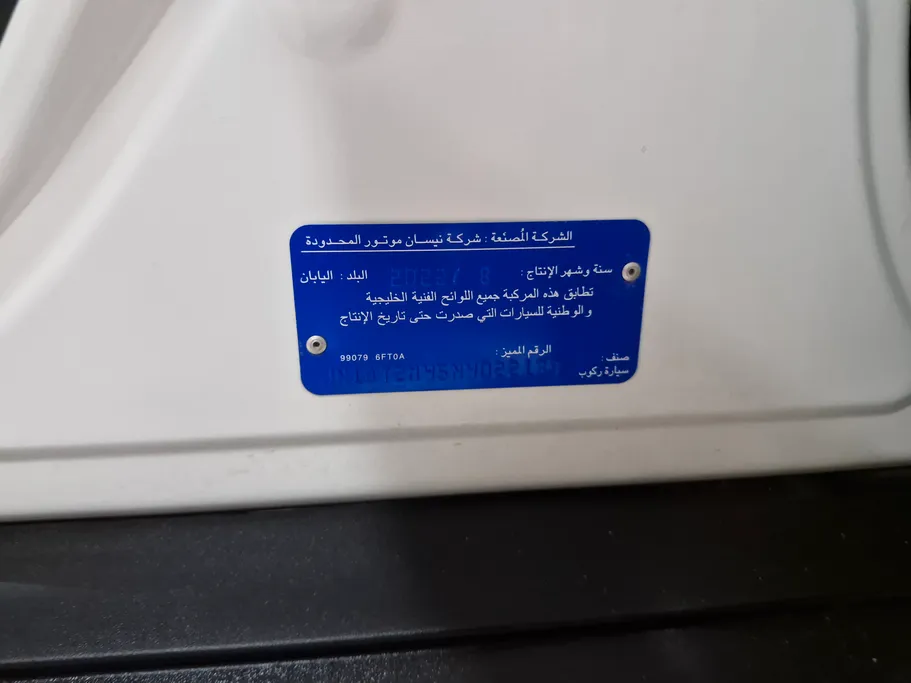 الشركة المُصنّعة : شركة نيسان موتور المحدودة
سنة وشهر الإنتاج : البلد : اليابان
تطابق هذه المركبة جميع اللوائح الفنية الخليجية
والوطنية للسيارات التي صدرت حتى تاريخ الإنتاج
صنف : الرقم المميز : 99079 6FT0A
سيارة ركوب